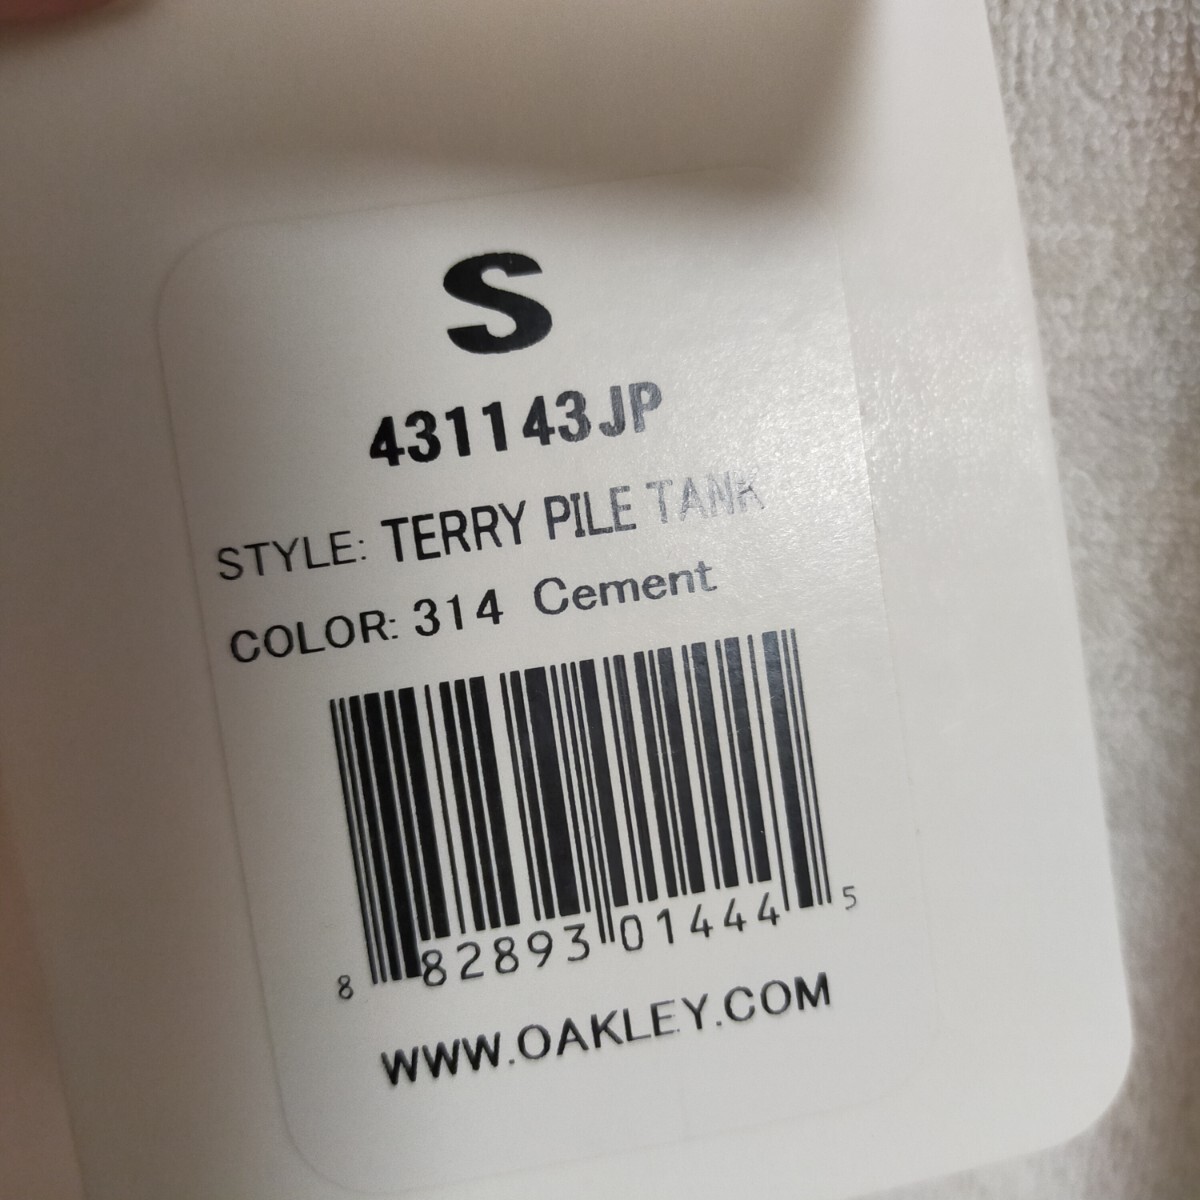 S
431143JP
STYLE: TERRY PILE TANK
COLOR: 314 Cement
8 82893 01444 5
WWW.OAKLEY.COM